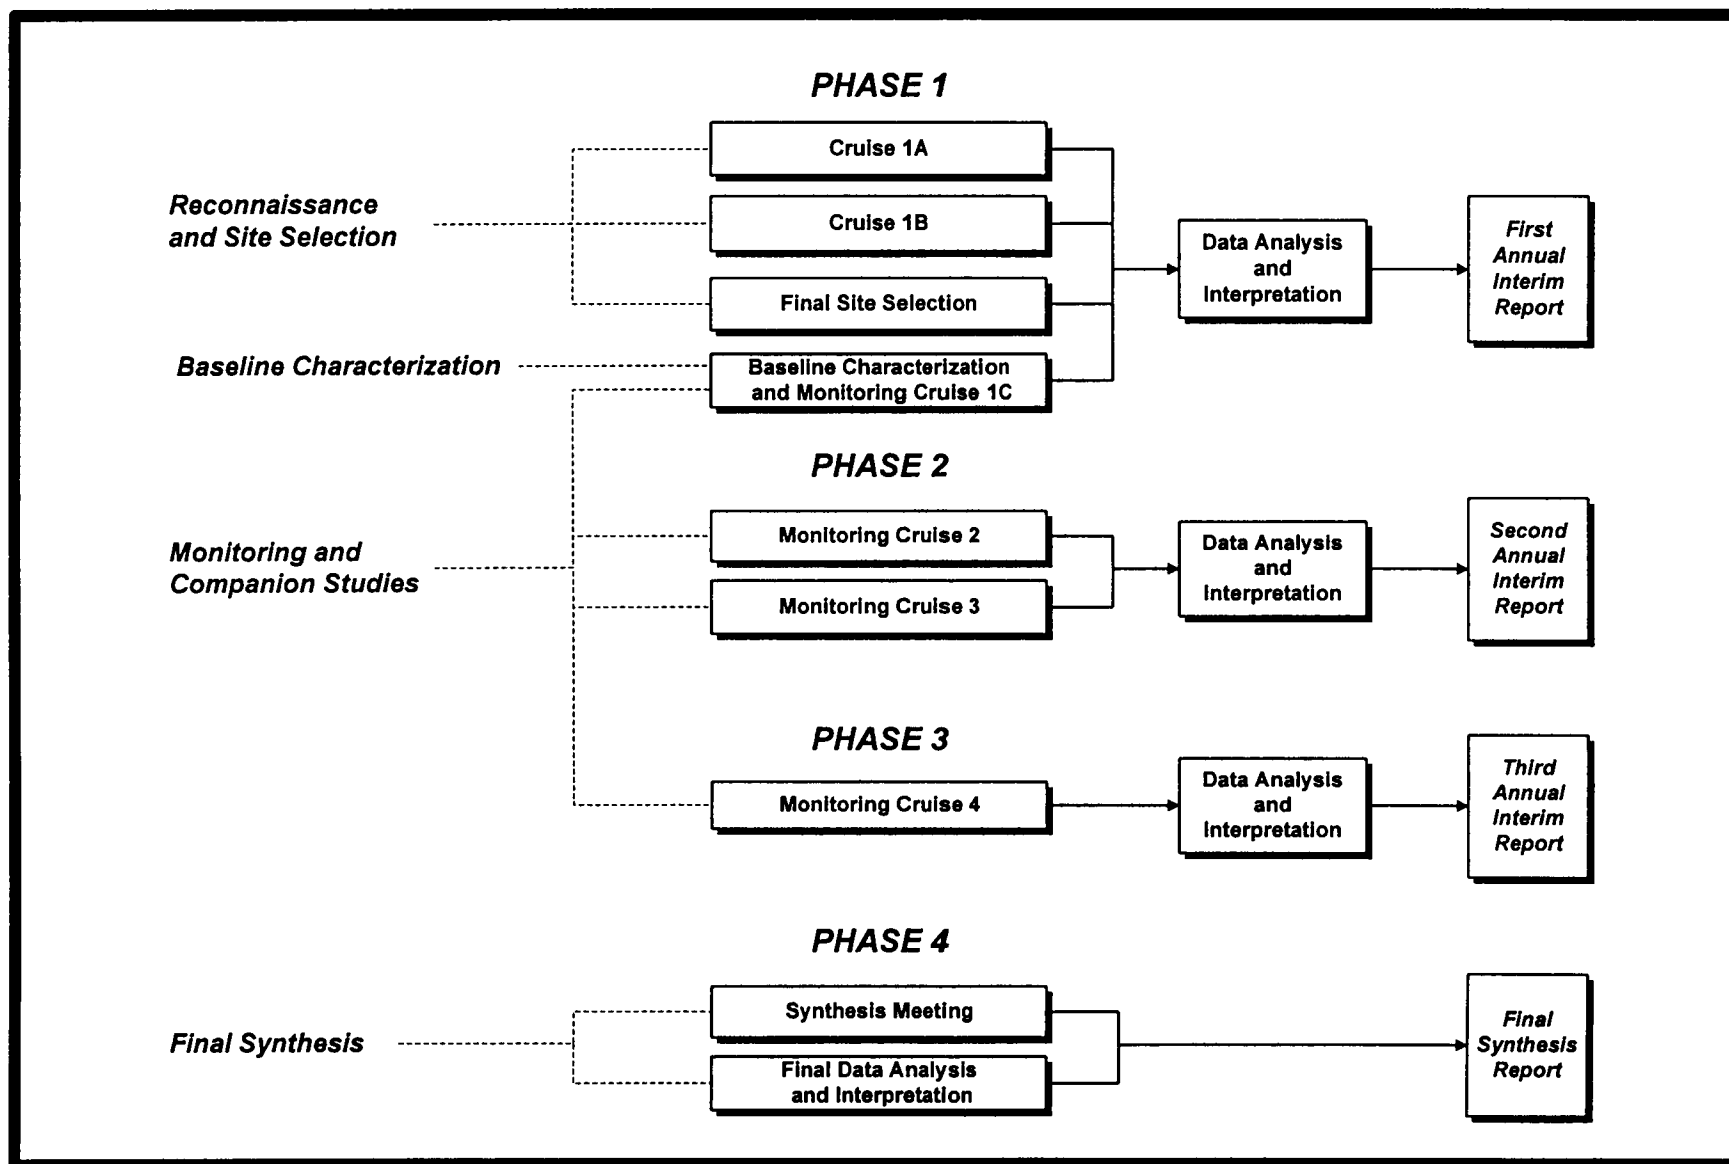 PHASE 1
Reconnaissance
and Site Selection
Cruise 1A
Cruise 1B
Final Site Selection
Baseline Characterization
Baseline Characterization
and Monitoring Cruise 1C
Data Analysis
and
Interpretation
First
Annual
Interim
Report
PHASE 2
Monitoring and
Companion Studies
Monitoring Cruise 2
Monitoring Cruise 3
Data Analysis
and
Interpretation
Second
Annual
Interim
Report
PHASE 3
Monitoring Cruise 4
Data Analysis
and
Interpretation
Third
Annual
Interim
Report
PHASE 4
Final Synthesis
Synthesis Meeting
Final Data Analysis
and Interpretation
Final
Synthesis
Report